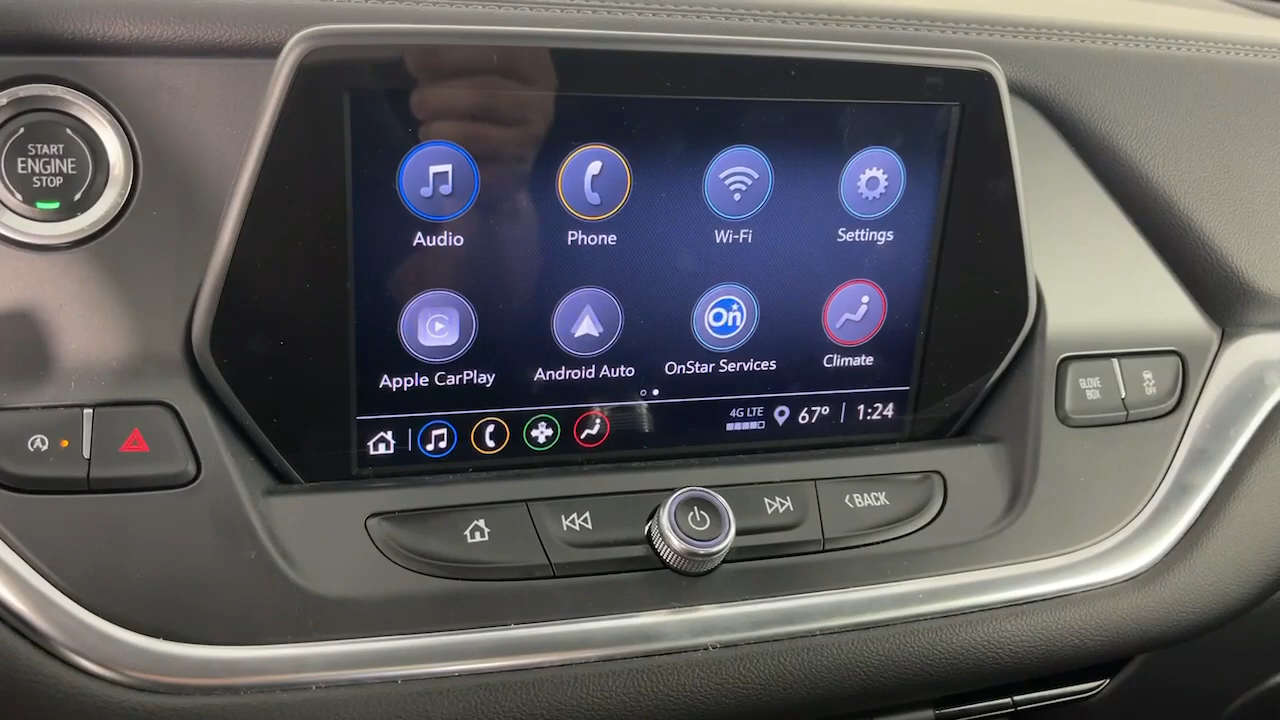 START
ENGINE
STOP
Audio
Phone
Wi-Fi
Settings
On
Apple CarPlay
Android Auto
OnStar Services
Climate
4G LTE
67°
1:24
GLOVE
BOX
OFF
BACK